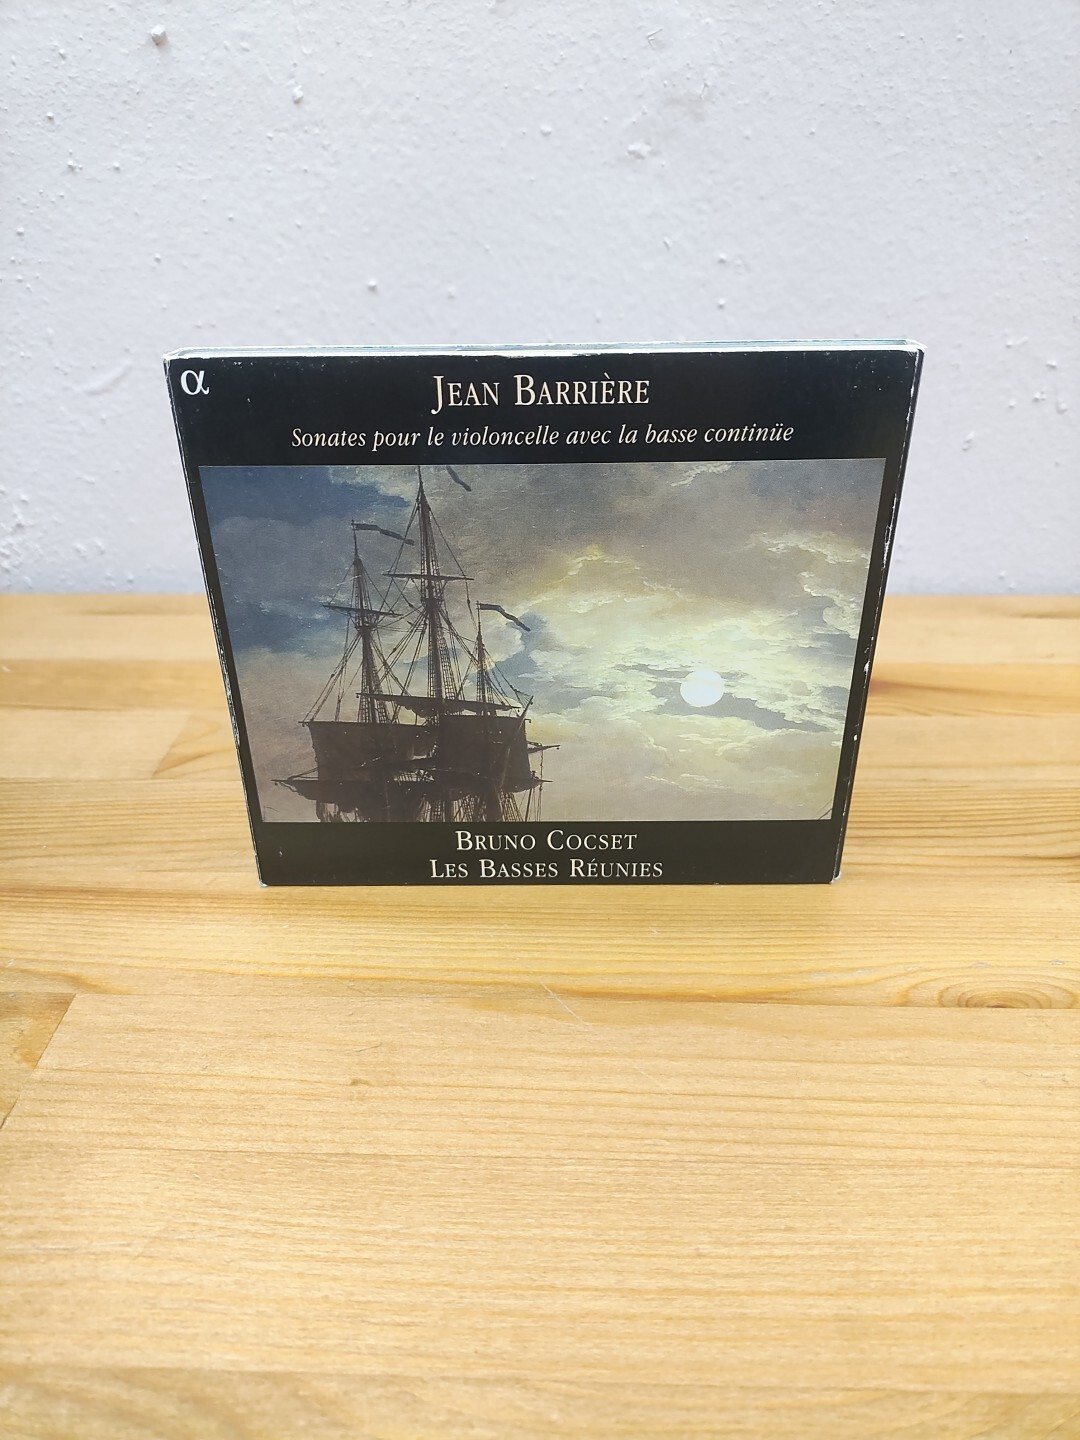 α
JEAN BARRIÈRE
Sonates pour le violoncelle avec la basse continüe
BRUNO COCSET
LES BASSES RÉUNIES